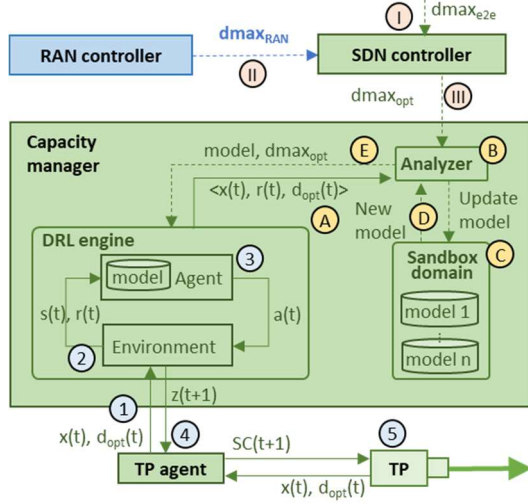 I
dmaxe2e
dmaxRAN
RAN controller
SDN controller
II
dmaxopt
III
Capacity
manager
model, dmaxopt
E
Analyzer
B
<x(t), r(t), dopt(t)>
A
New
model
D
Update
model
DRL engine
Sandbox
domain
C
model
Agent
3
model 1
s(t), r(t)
a(t)
2
Environment
model n
z(t+1)
1
4
5
x(t), dopt(t)
SC(t+1)
TP agent
TP
x(t), dopt(t)